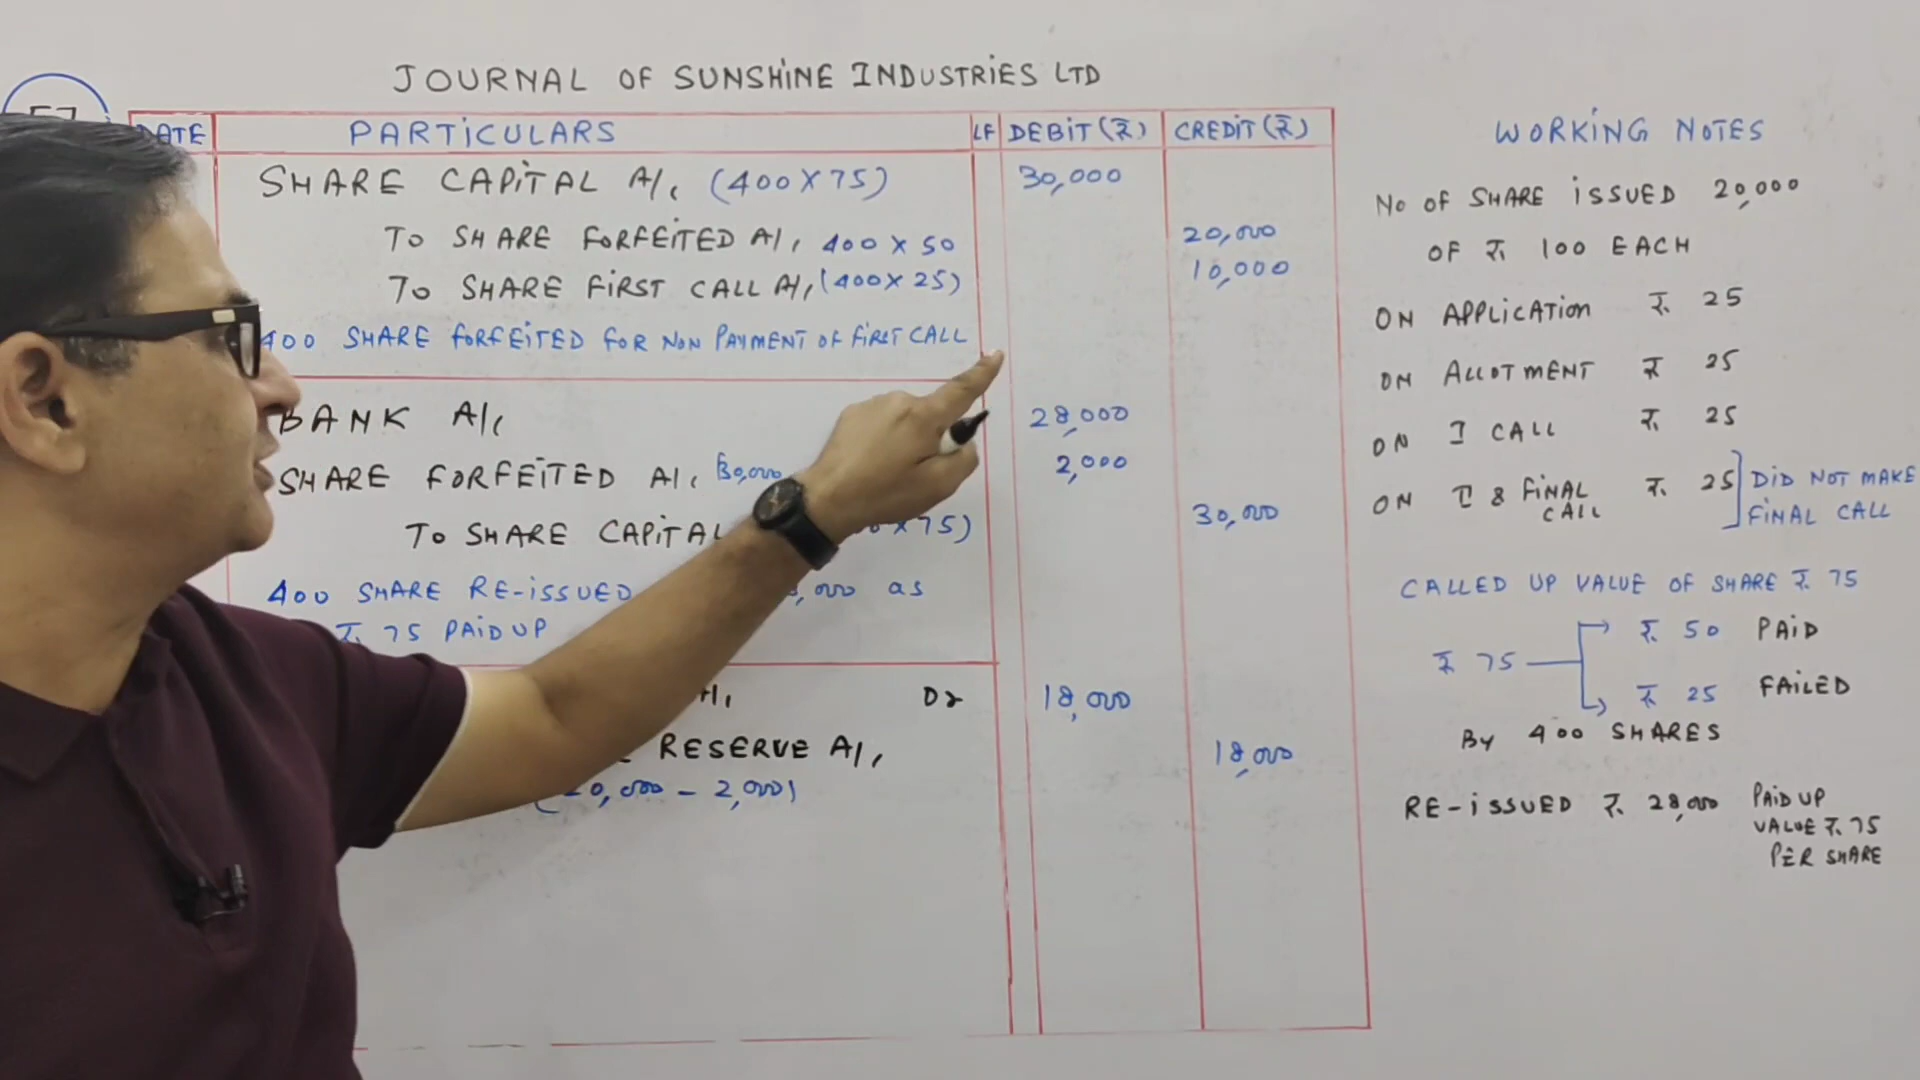 JOURNAL OF SUNSHINE INDUSTRIES LTD
DATE PARTICULARS LF DEBIT (₹) CREDIT (₹)
SHARE CAPITAL A/c (400 X 75) 30,000
TO SHARE FORFEITED A/c 400 X 50 20,000
TO SHARE FIRST CALL A/c (400 X 25) 10,000
400 SHARE FORFEITED FOR NON PAYMENT OF FIRST CALL
BANK A/c 28,000
SHARE FORFEITED A/c 30,000 2,000
TO SHARE CAPITAL X 75) 30,000
400 SHARE RE-ISSUED as
₹ 75 PAID UP
A/c Dr 18,000
RESERVE A/c 18,000
- 2,000)
WORKING NOTES
No OF SHARE ISSUED 20,000
OF ₹ 100 EACH
ON APPLICATION ₹ 25
ON ALLOTMENT ₹ 25
ON I CALL ₹ 25
ON II & FINAL CALL ₹ 25 DID NOT MAKE
FINAL CALL
CALLED UP VALUE OF SHARE ₹ 75
₹ 50 PAID
₹ 75
₹ 25 FAILED
By 400 SHARES
RE-ISSUED ₹ 28,000 PAID UP
VALUE ₹ 75
PER SHARE